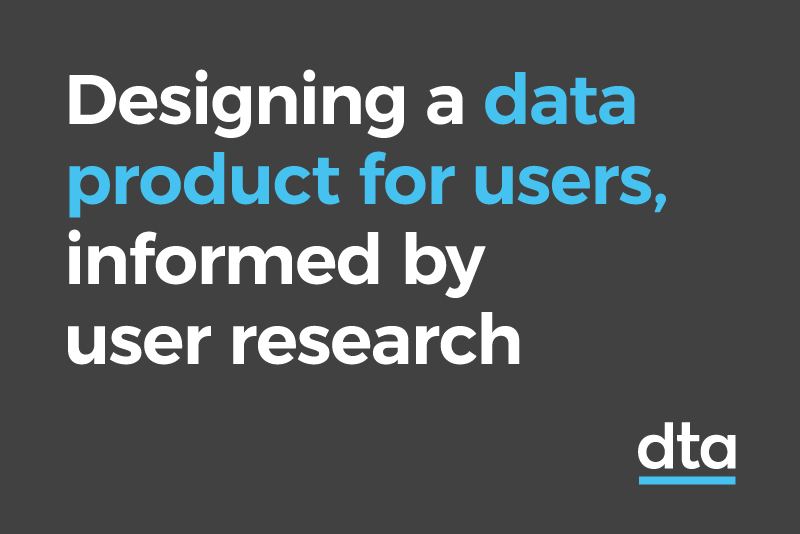 Designing a data
product for users,
informed by
user research
dta